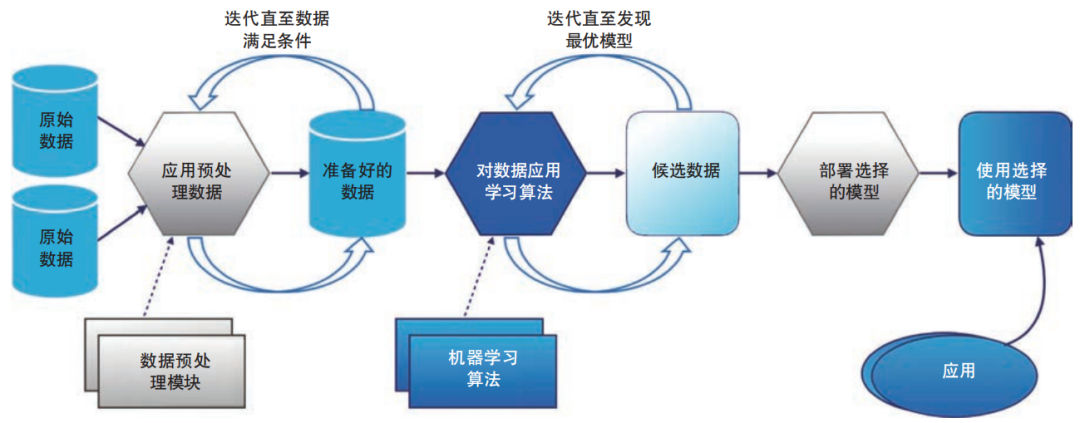 迭代直至数据
满足条件
迭代直至发现
最优模型
原始
数据
原始
数据
应用预处
理数据
准备好的
数据
对数据应用
学习算法
候选数据
部署选择
的模型
使用选择
的模型
数据预处
理模块
机器学习
算法
应用